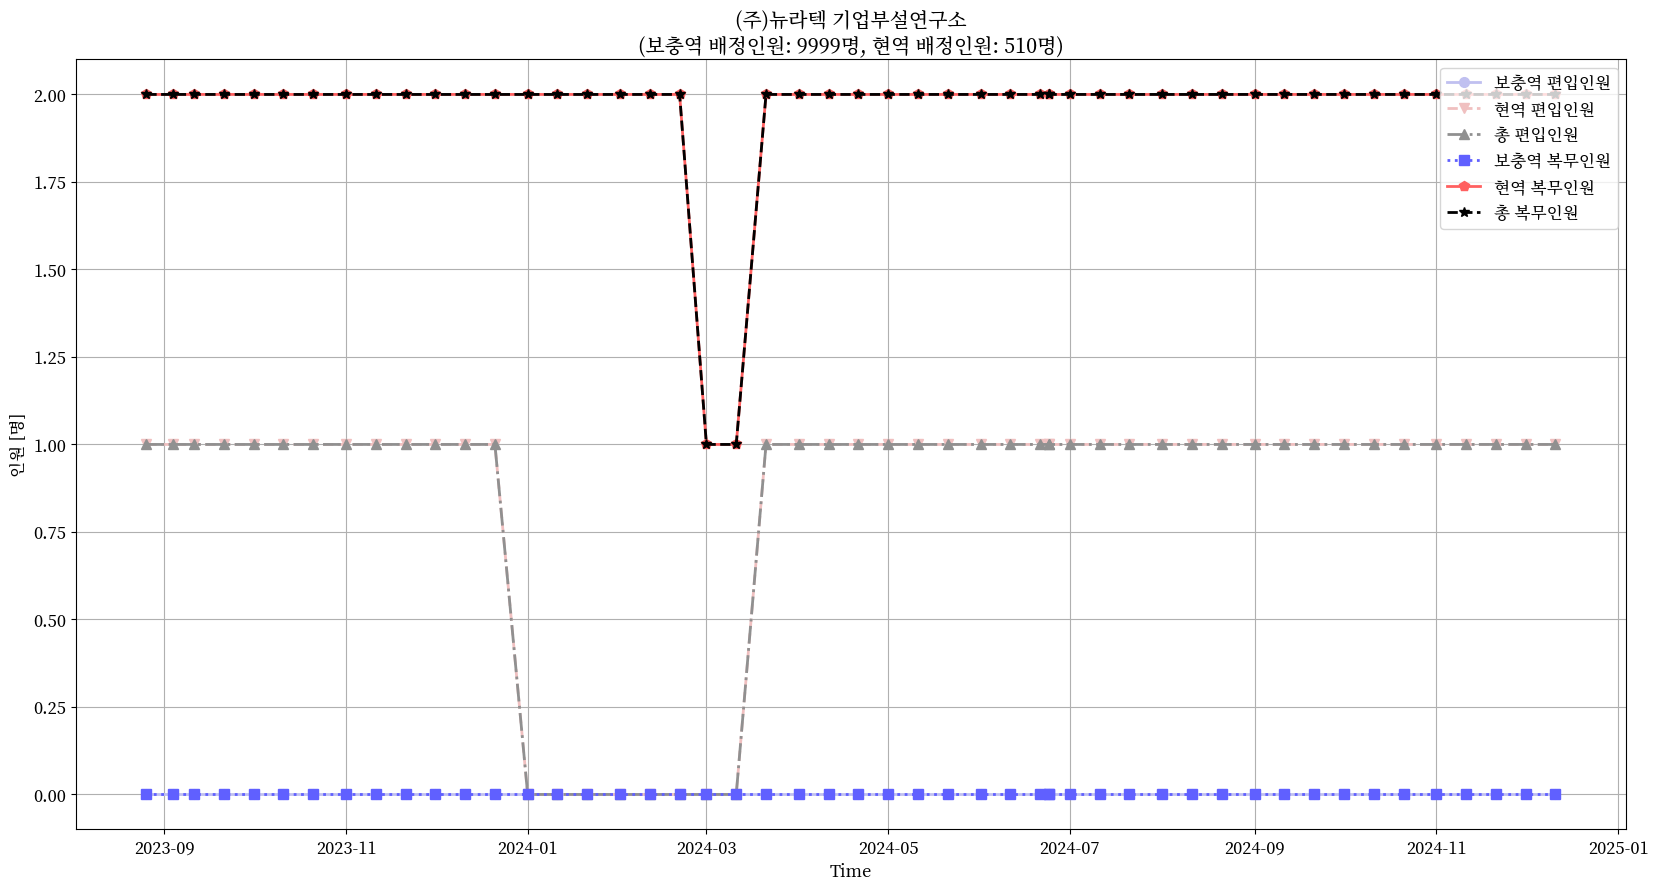 (주)뉴라텍 기업부설연구소
(보충역 배정인원: 9999명, 현역 배정인원: 510명)
보충역 편입인원
현역 편입인원
총 편입인원
보충역 복무인원
현역 복무인원
총 복무인원
인원 [명]
2.00
1.75
1.50
1.25
1.00
0.75
0.50
0.25
0.00
2023-09
2023-11
2024-01
2024-03
2024-05
2024-07
2024-09
2024-11
2025-01
Time